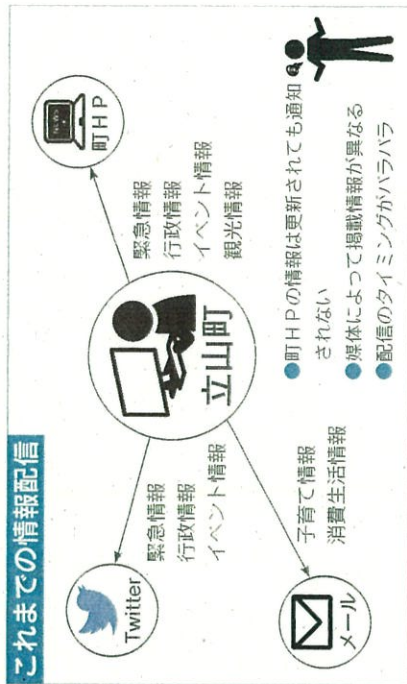 これまでの情報配信
Twitter
緊急情報
行政情報
イベント情報
町HP
緊急情報
行政情報
イベント情報
観光情報
立山町
メール
子育て情報
消費生活情報
●町HPの情報は更新されても通知
されない
●媒体によって掲載情報が異なる
●配信のタイミングがバラバラ